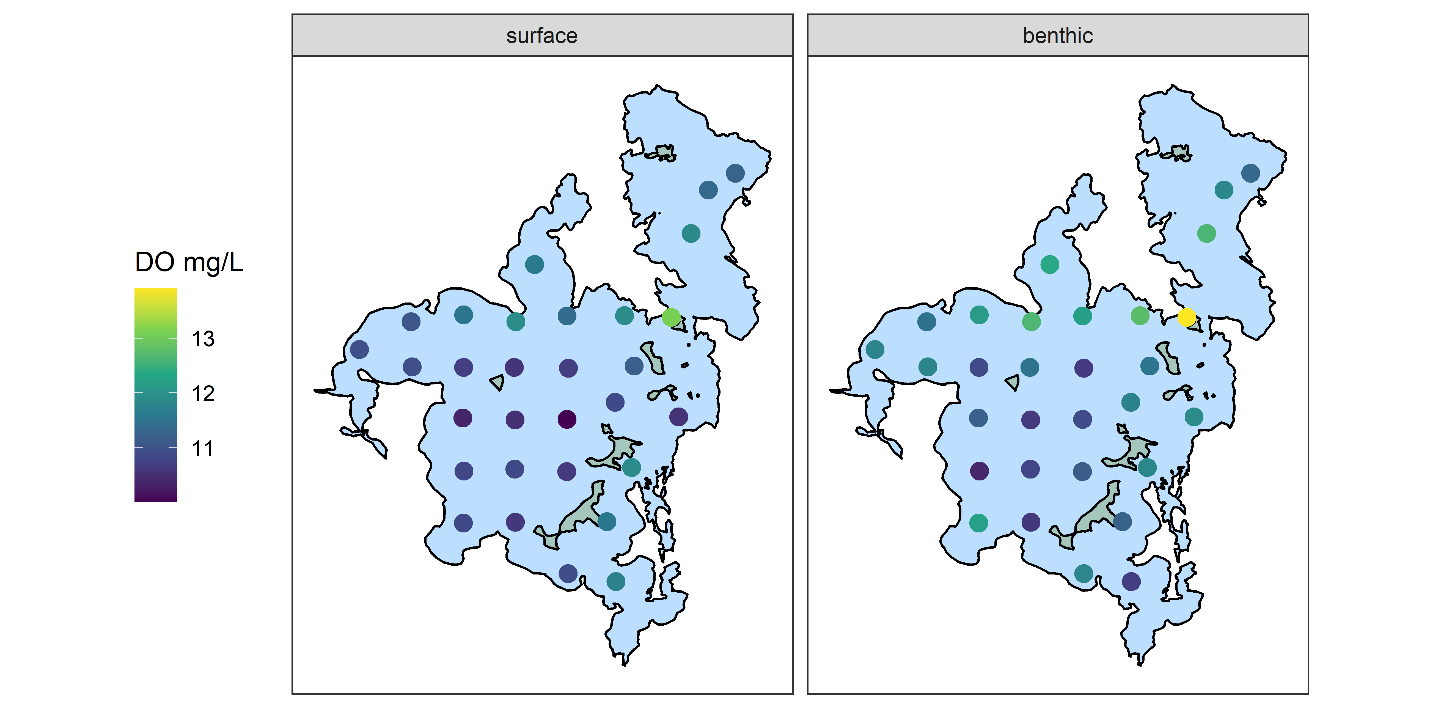 surface
benthic
DO mg/L
13
12
11